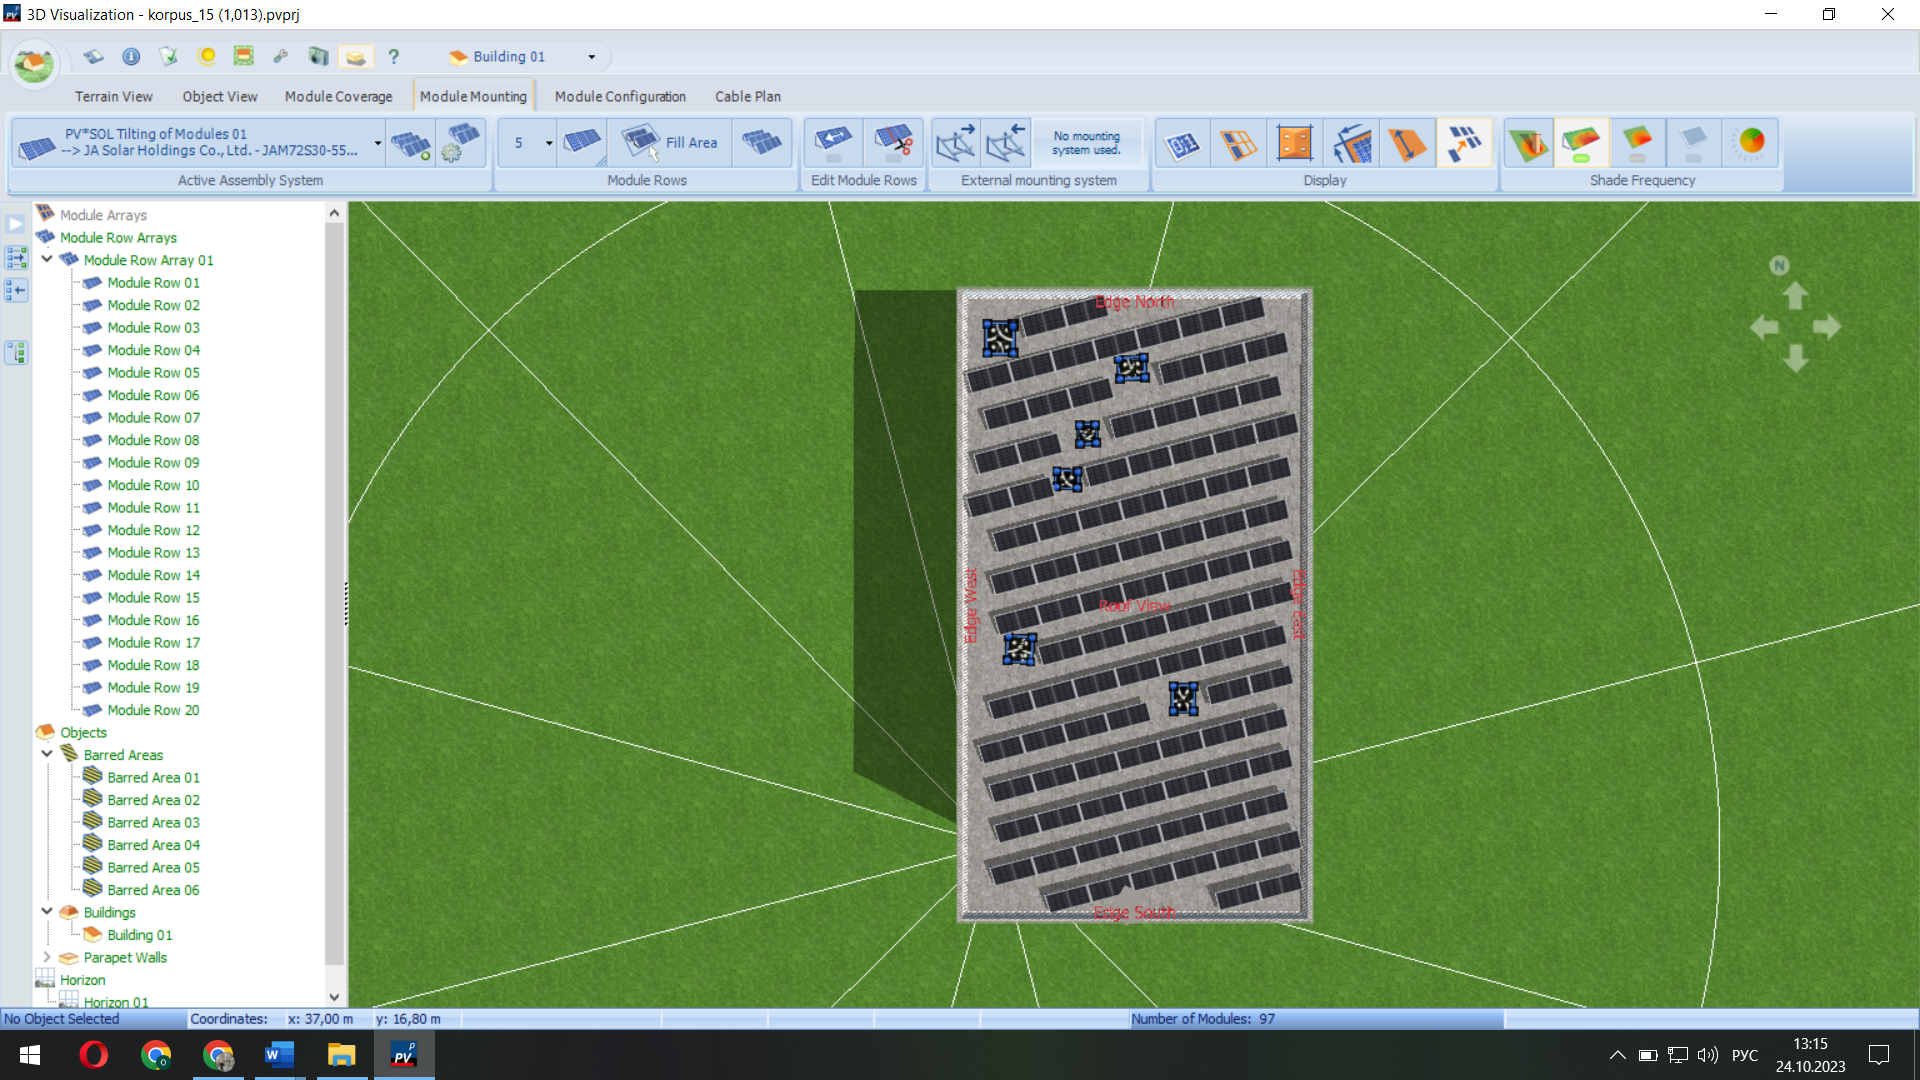 3D Visualization - korpus_15 (1,013).pvprj
Building 01
Terrain View
Object View
Module Coverage
Module Mounting
Module Configuration
Cable Plan
PV*SOL Tilting of Modules 01
--> JA Solar Holdings Co., Ltd. - JAM72S30-55...
5
Fill Area
No mounting
system used.
Active Assembly System
Module Rows
Edit Module Rows
External mounting system
Display
Shade Frequency
Module Arrays
Module Row Arrays
Module Row Array 01
Module Row 01
Module Row 02
Module Row 03
Module Row 04
Module Row 05
Module Row 06
Module Row 07
Module Row 08
Module Row 09
Module Row 10
Module Row 11
Module Row 12
Module Row 13
Module Row 14
Module Row 15
Module Row 16
Module Row 17
Module Row 18
Module Row 19
Module Row 20
Objects
Barred Areas
Barred Area 01
Barred Area 02
Barred Area 03
Barred Area 04
Barred Area 05
Barred Area 06
Buildings
Building 01
Parapet Walls
Horizon
Horizon 01
N
Edge North
Edge West
Roof View
Edge East
Edge South
No Object Selected
Coordinates:
x: 37,00 m
y: 16,80 m
Number of Modules: 97
РУС
13:15
24.10.2023